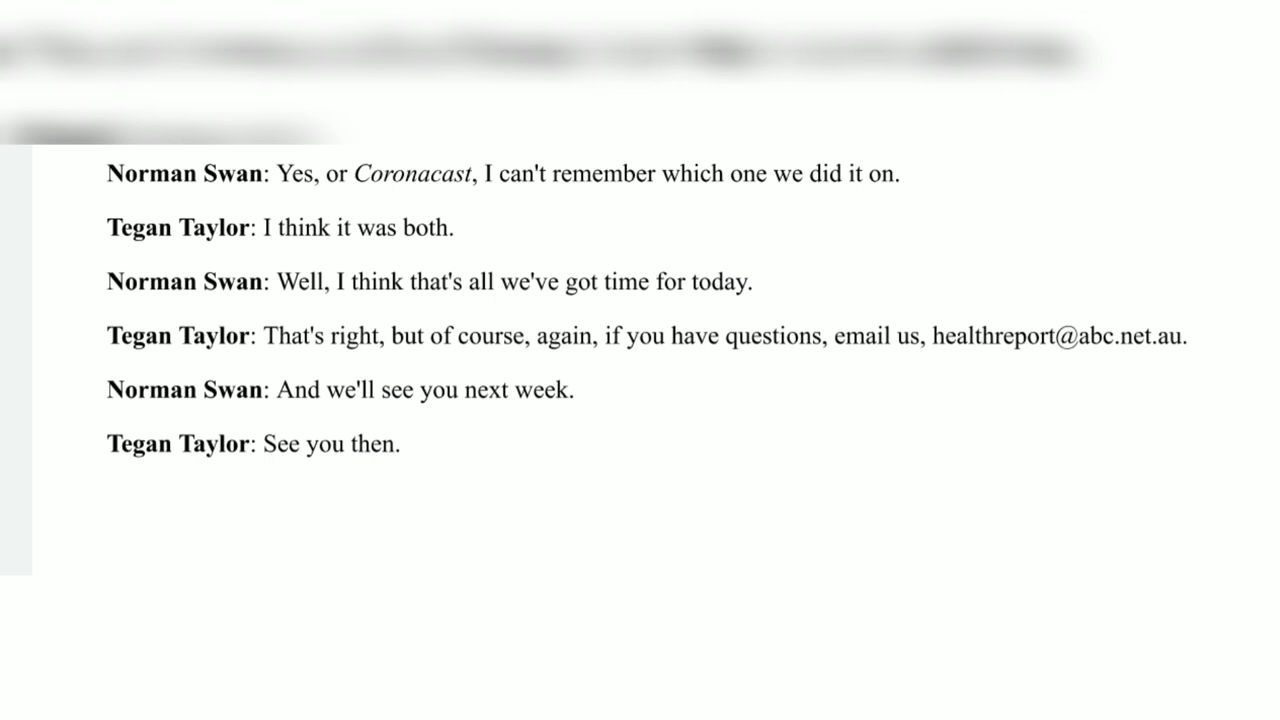 Norman Swan: Yes, or Coronacast, I can't remember which one we did it on.
Tegan Taylor: I think it was both.
Norman Swan: Well, I think that's all we've got time for today.
Tegan Taylor: That's right, but of course, again, if you have questions, email us, healthreport@abc.net.au.
Norman Swan: And we'll see you next week.
Tegan Taylor: See you then.